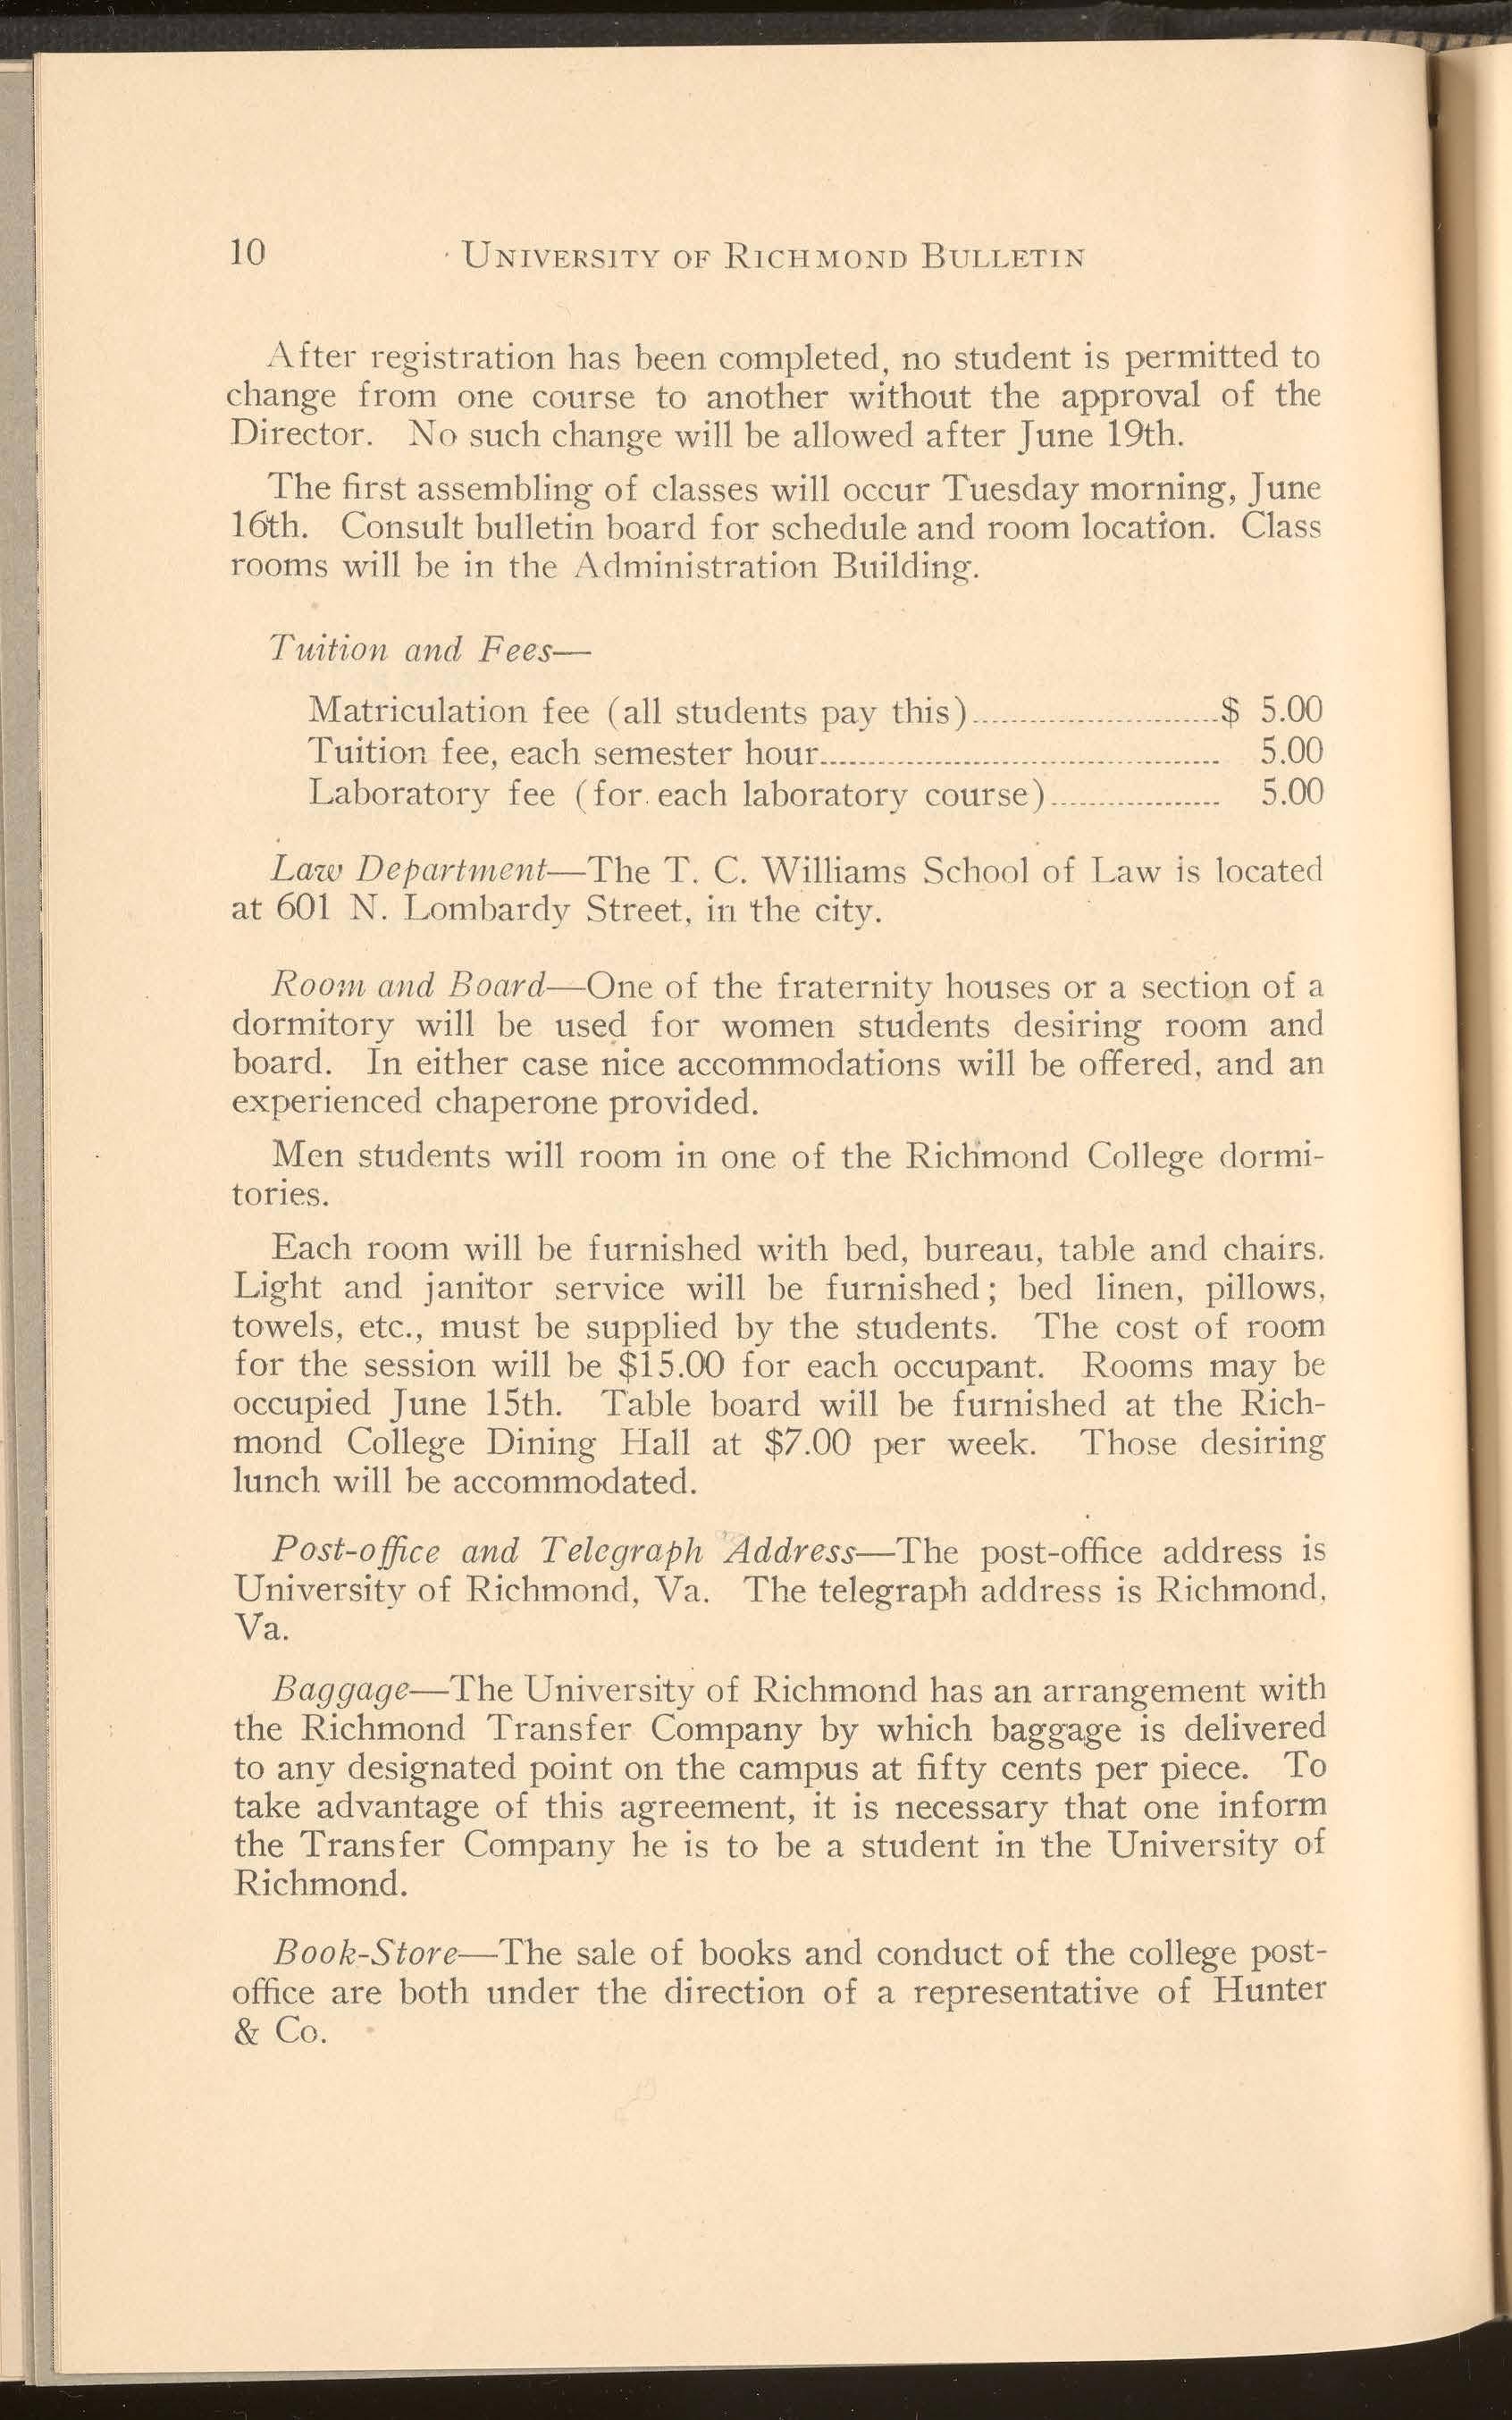 10 UNIVERSITY OF RICHMOND BULLETIN
After registration has been completed, no student is permitted to
change from one course to another without the approval of the
Director. No such change will be allowed after June 19th.
The first assembling of classes will occur Tuesday morning, June
16th. Consult bulletin board for schedule and room location. Class
rooms will be in the Administration Building.
Tuition and Fees—
Matriculation fee (all students pay this)..........................$ 5.00
Tuition fee, each semester hour.......................................... 5.00
Laboratory fee (for each laboratory course).................. 5.00
Law Department—The T. C. Williams School of Law is located
at 601 N. Lombardy Street, in the city.
Room and Board—One of the fraternity houses or a section of a
dormitory will be used for women students desiring room and
board. In either case nice accommodations will be offered, and an
experienced chaperone provided.
Men students will room in one of the Richmond College dormi-
tories.
Each room will be furnished with bed, bureau, table and chairs.
Light and janitor service will be furnished; bed linen, pillows,
towels, etc., must be supplied by the students. The cost of room
for the session will be $15.00 for each occupant. Rooms may be
occupied June 15th. Table board will be furnished at the Rich-
mond College Dining Hall at $7.00 per week. Those desiring
lunch will be accommodated.
Post-office and Telegraph Address—The post-office address is
University of Richmond, Va. The telegraph address is Richmond,
Va.
Baggage—The University of Richmond has an arrangement with
the Richmond Transfer Company by which baggage is delivered
to any designated point on the campus at fifty cents per piece. To
take advantage of this agreement, it is necessary that one inform
the Transfer Company he is to be a student in the University of
Richmond.
Book-Store—The sale of books and conduct of the college post-
office are both under the direction of a representative of Hunter
& Co.